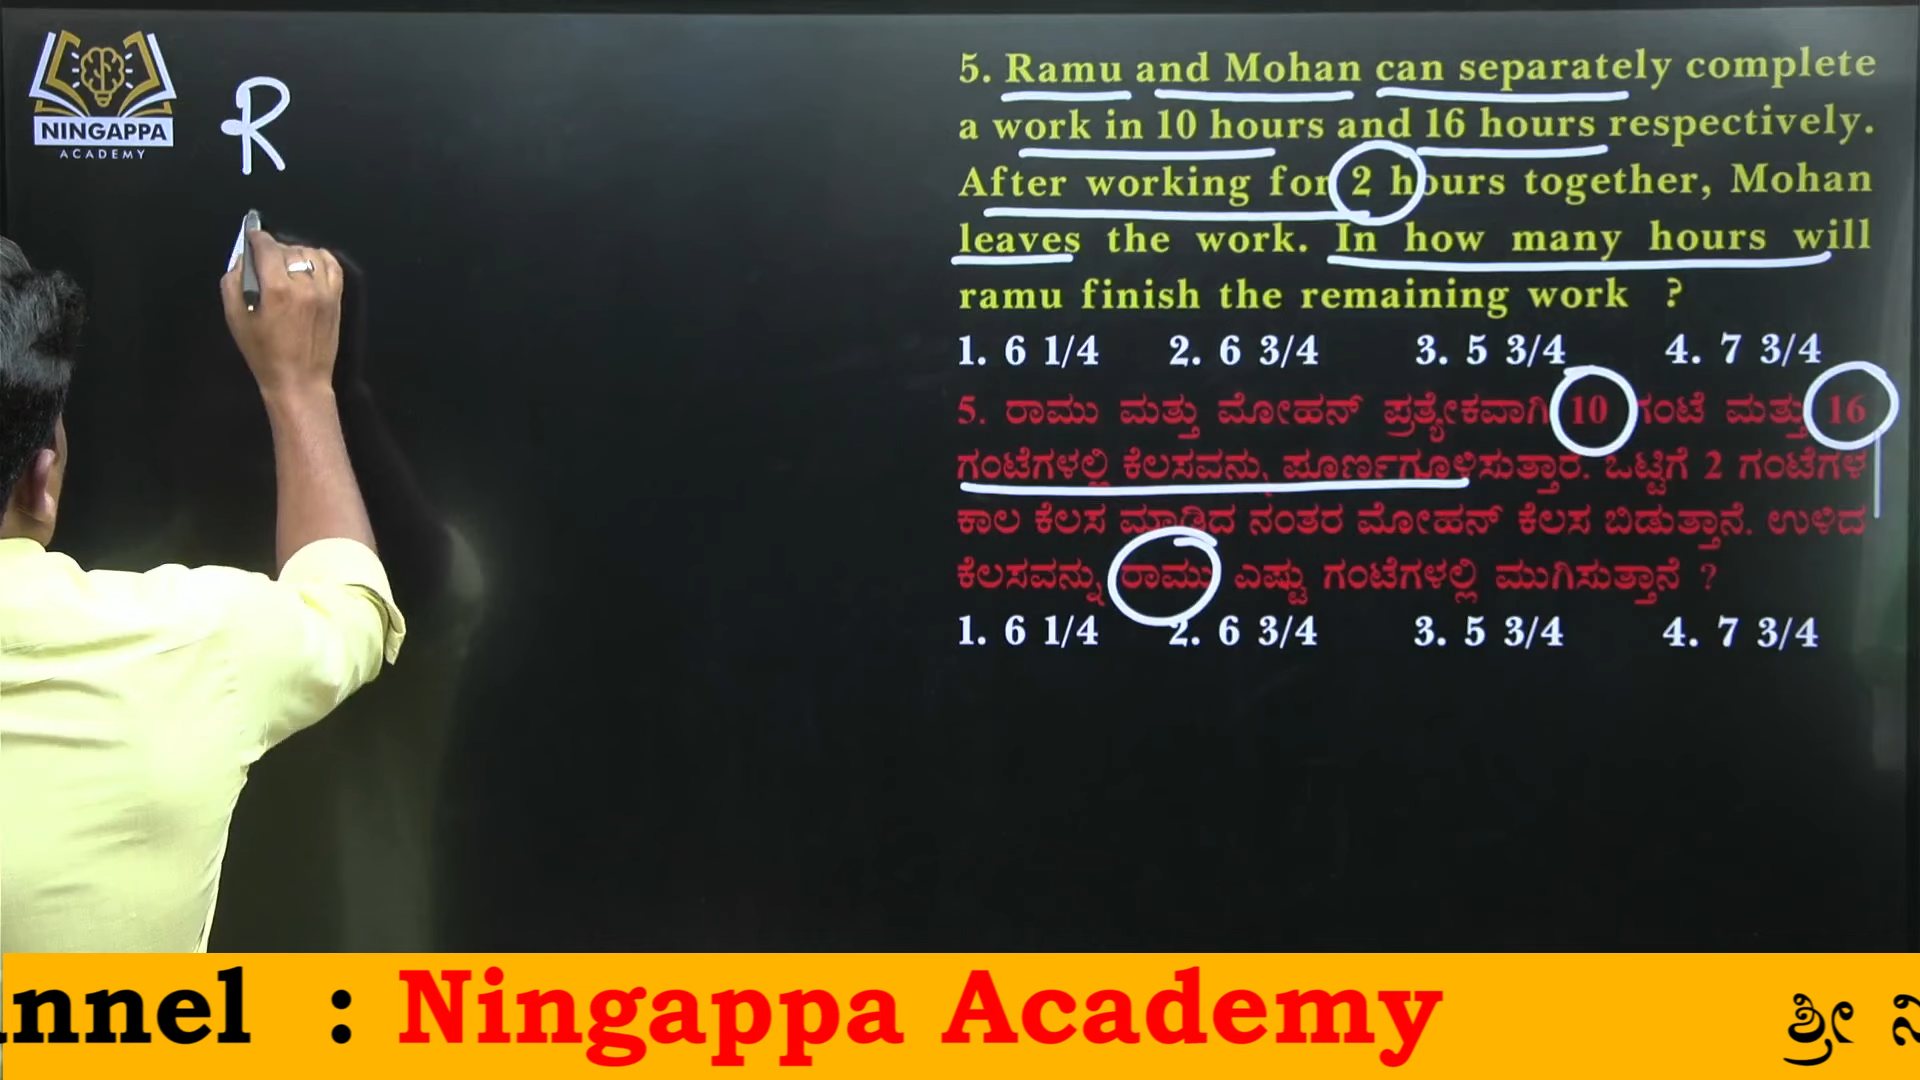 NINGAPPA
ACADEMY
R
5. Ramu and Mohan can separately complete
a work in 10 hours and 16 hours respectively.
After working for 2 hours together, Mohan
leaves the work. In how many hours will
ramu finish the remaining work ?
1. 6 1/4 2. 6 3/4 3. 5 3/4 4. 7 3/4
5. ರಾಮು ಮತ್ತು ಮೋಹನ್ ಪ್ರತ್ಯೇಕವಾಗಿ 10 ಗಂಟೆ ಮತ್ತು 16
ಗಂಟೆಗಳಲ್ಲಿ ಕೆಲಸವನ್ನು ಪೂರ್ಣಗೊಳಿಸುತ್ತಾರೆ. ಒಟ್ಟಿಗೆ 2 ಗಂಟೆಗಳ
ಕಾಲ ಕೆಲಸ ಮಾಡಿದ ನಂತರ ಮೋಹನ್ ಕೆಲಸ ಬಿಡುತ್ತಾನೆ. ಉಳಿದ
ಕೆಲಸವನ್ನು ರಾಮು ಎಷ್ಟು ಗಂಟೆಗಳಲ್ಲಿ ಮುಗಿಸುತ್ತಾನೆ ?
1. 6 1/4 2. 6 3/4 3. 5 3/4 4. 7 3/4
nnel : Ningappa Academy ಶ್ರೀ